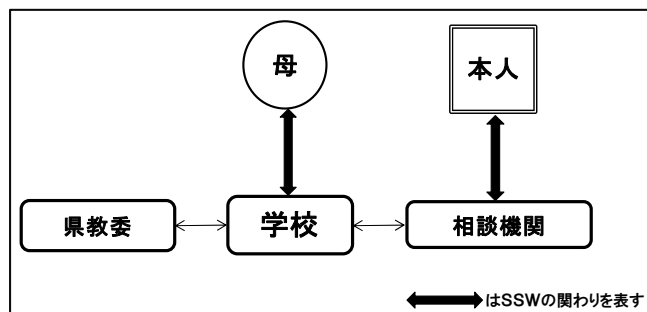 母
本人
県教委
学校
相談機関
はSSWの関わりを表す